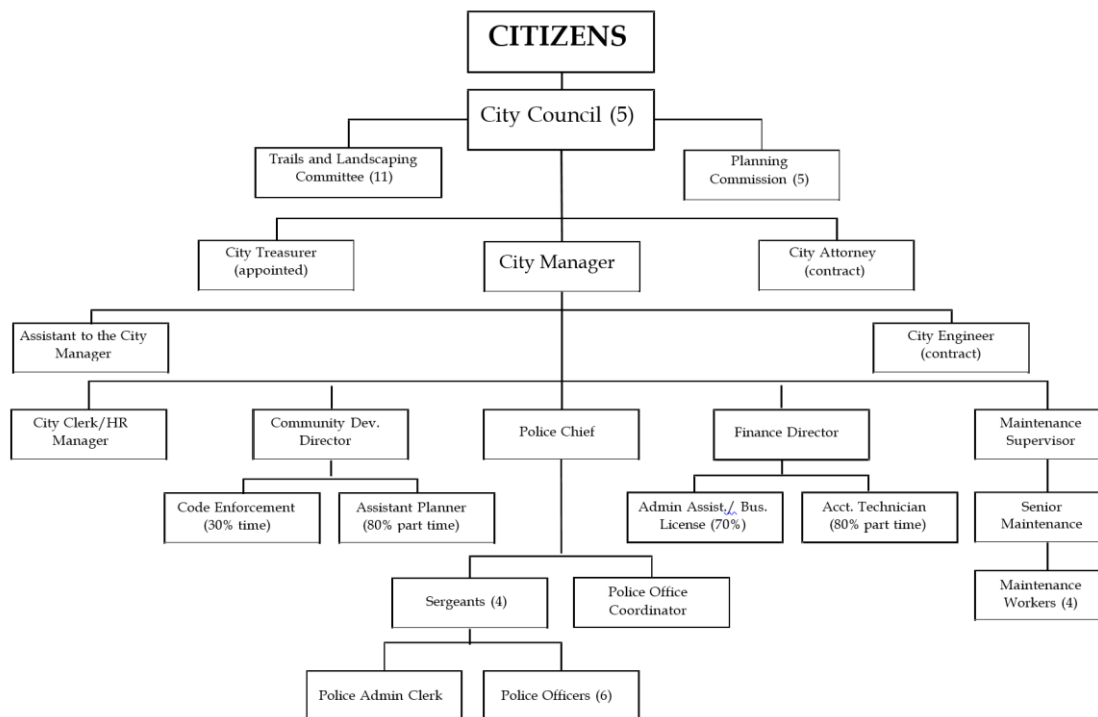 CITIZENS
City Council (5)
Trails and Landscaping
Committee (11)
Planning
Commission (5)
City Treasurer
(appointed)
City Manager
City Attorney
(contract)
Assistant to the City
Manager
City Engineer
(contract)
City Clerk/HR
Manager
Community Dev.
Director
Police Chief
Finance Director
Maintenance
Supervisor
Code Enforcement
(30% time)
Assistant Planner
(80% part time)
Admin Assist./ Bus.
License (70%)
Acct. Technician
(80% part time)
Senior
Maintenance
Sergeants (4)
Police Office
Coordinator
Maintenance
Workers (4)
Police Admin Clerk
Police Officers (6)